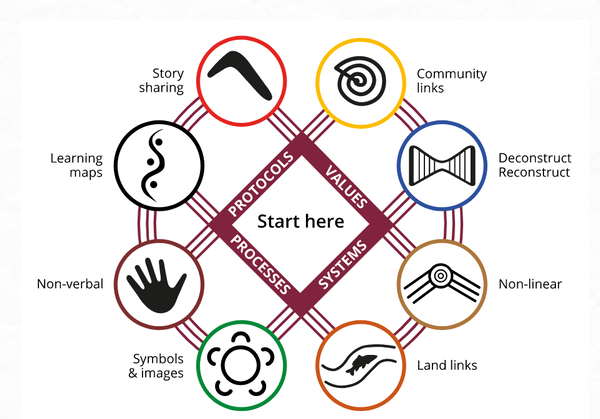 Story
sharing
Community
links
Learning
maps
Deconstruct
Reconstruct
PROTOCOLS
VALUES
Start here
PROCESSES
SYSTEMS
Non-verbal
Non-linear
Symbols
& images
Land links